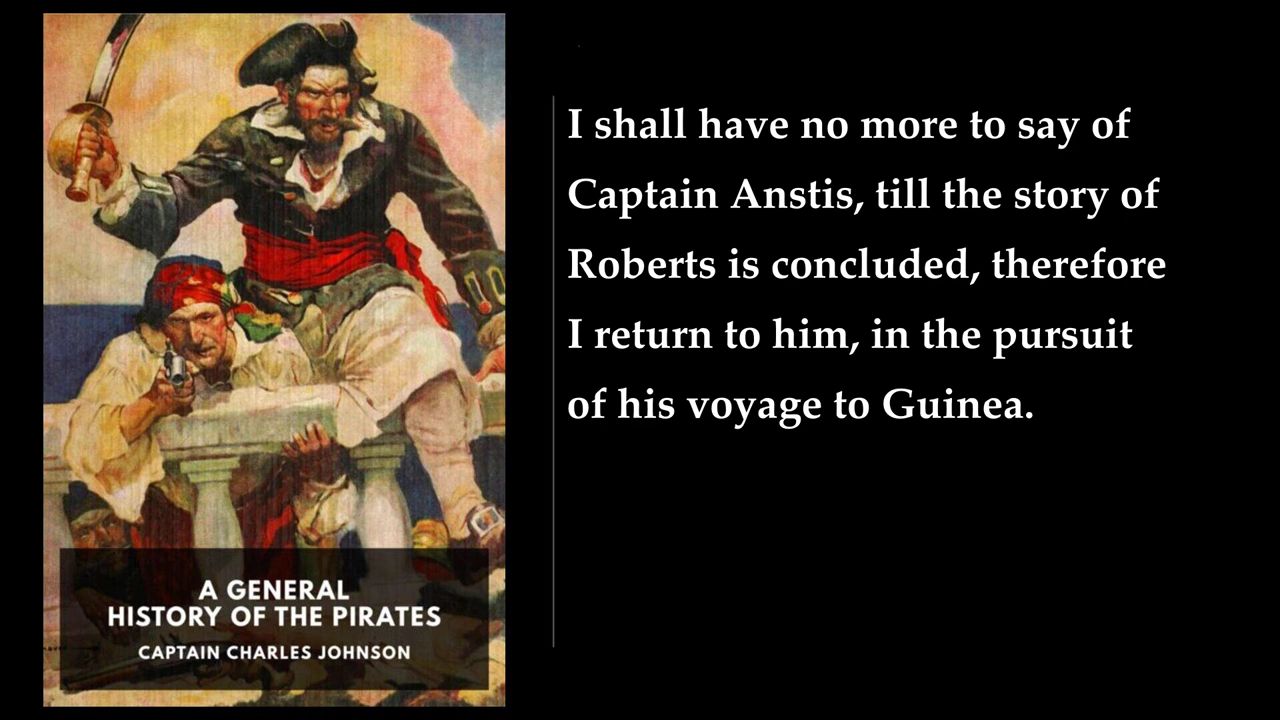 A GENERAL
HISTORY OF THE PIRATES
CAPTAIN CHARLES JOHNSON
I shall have no more to say of
Captain Anstis, till the story of
Roberts is concluded, therefore
I return to him, in the pursuit
of his voyage to Guinea.